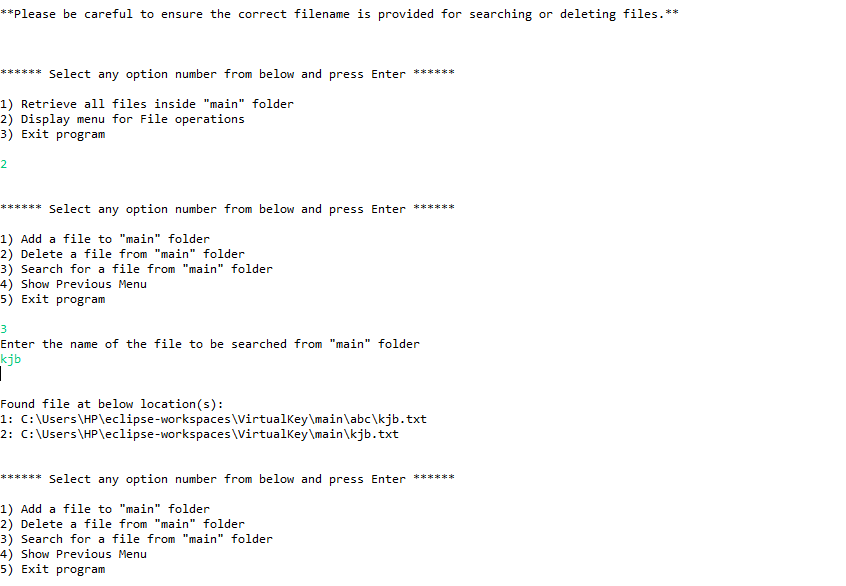 **Please be careful to ensure the correct filename is provided for searching or deleting files.**
****** Select any option number from below and press Enter ******
1) Retrieve all files inside "main" folder
2) Display menu for File operations
3) Exit program
2
****** Select any option number from below and press Enter ******
1) Add a file to "main" folder
2) Delete a file from "main" folder
3) Search for a file from "main" folder
4) Show Previous Menu
5) Exit program
3
Enter the name of the file to be searched from "main" folder
kjb
Found file at below location(s):
1: C:\Users\HP\eclipse-workspaces\VirtualKey\main\abc\kjb.txt
2: C:\Users\HP\eclipse-workspaces\VirtualKey\main\kjb.txt
****** Select any option number from below and press Enter ******
1) Add a file to "main" folder
2) Delete a file from "main" folder
3) Search for a file from "main" folder
4) Show Previous Menu
5) Exit program